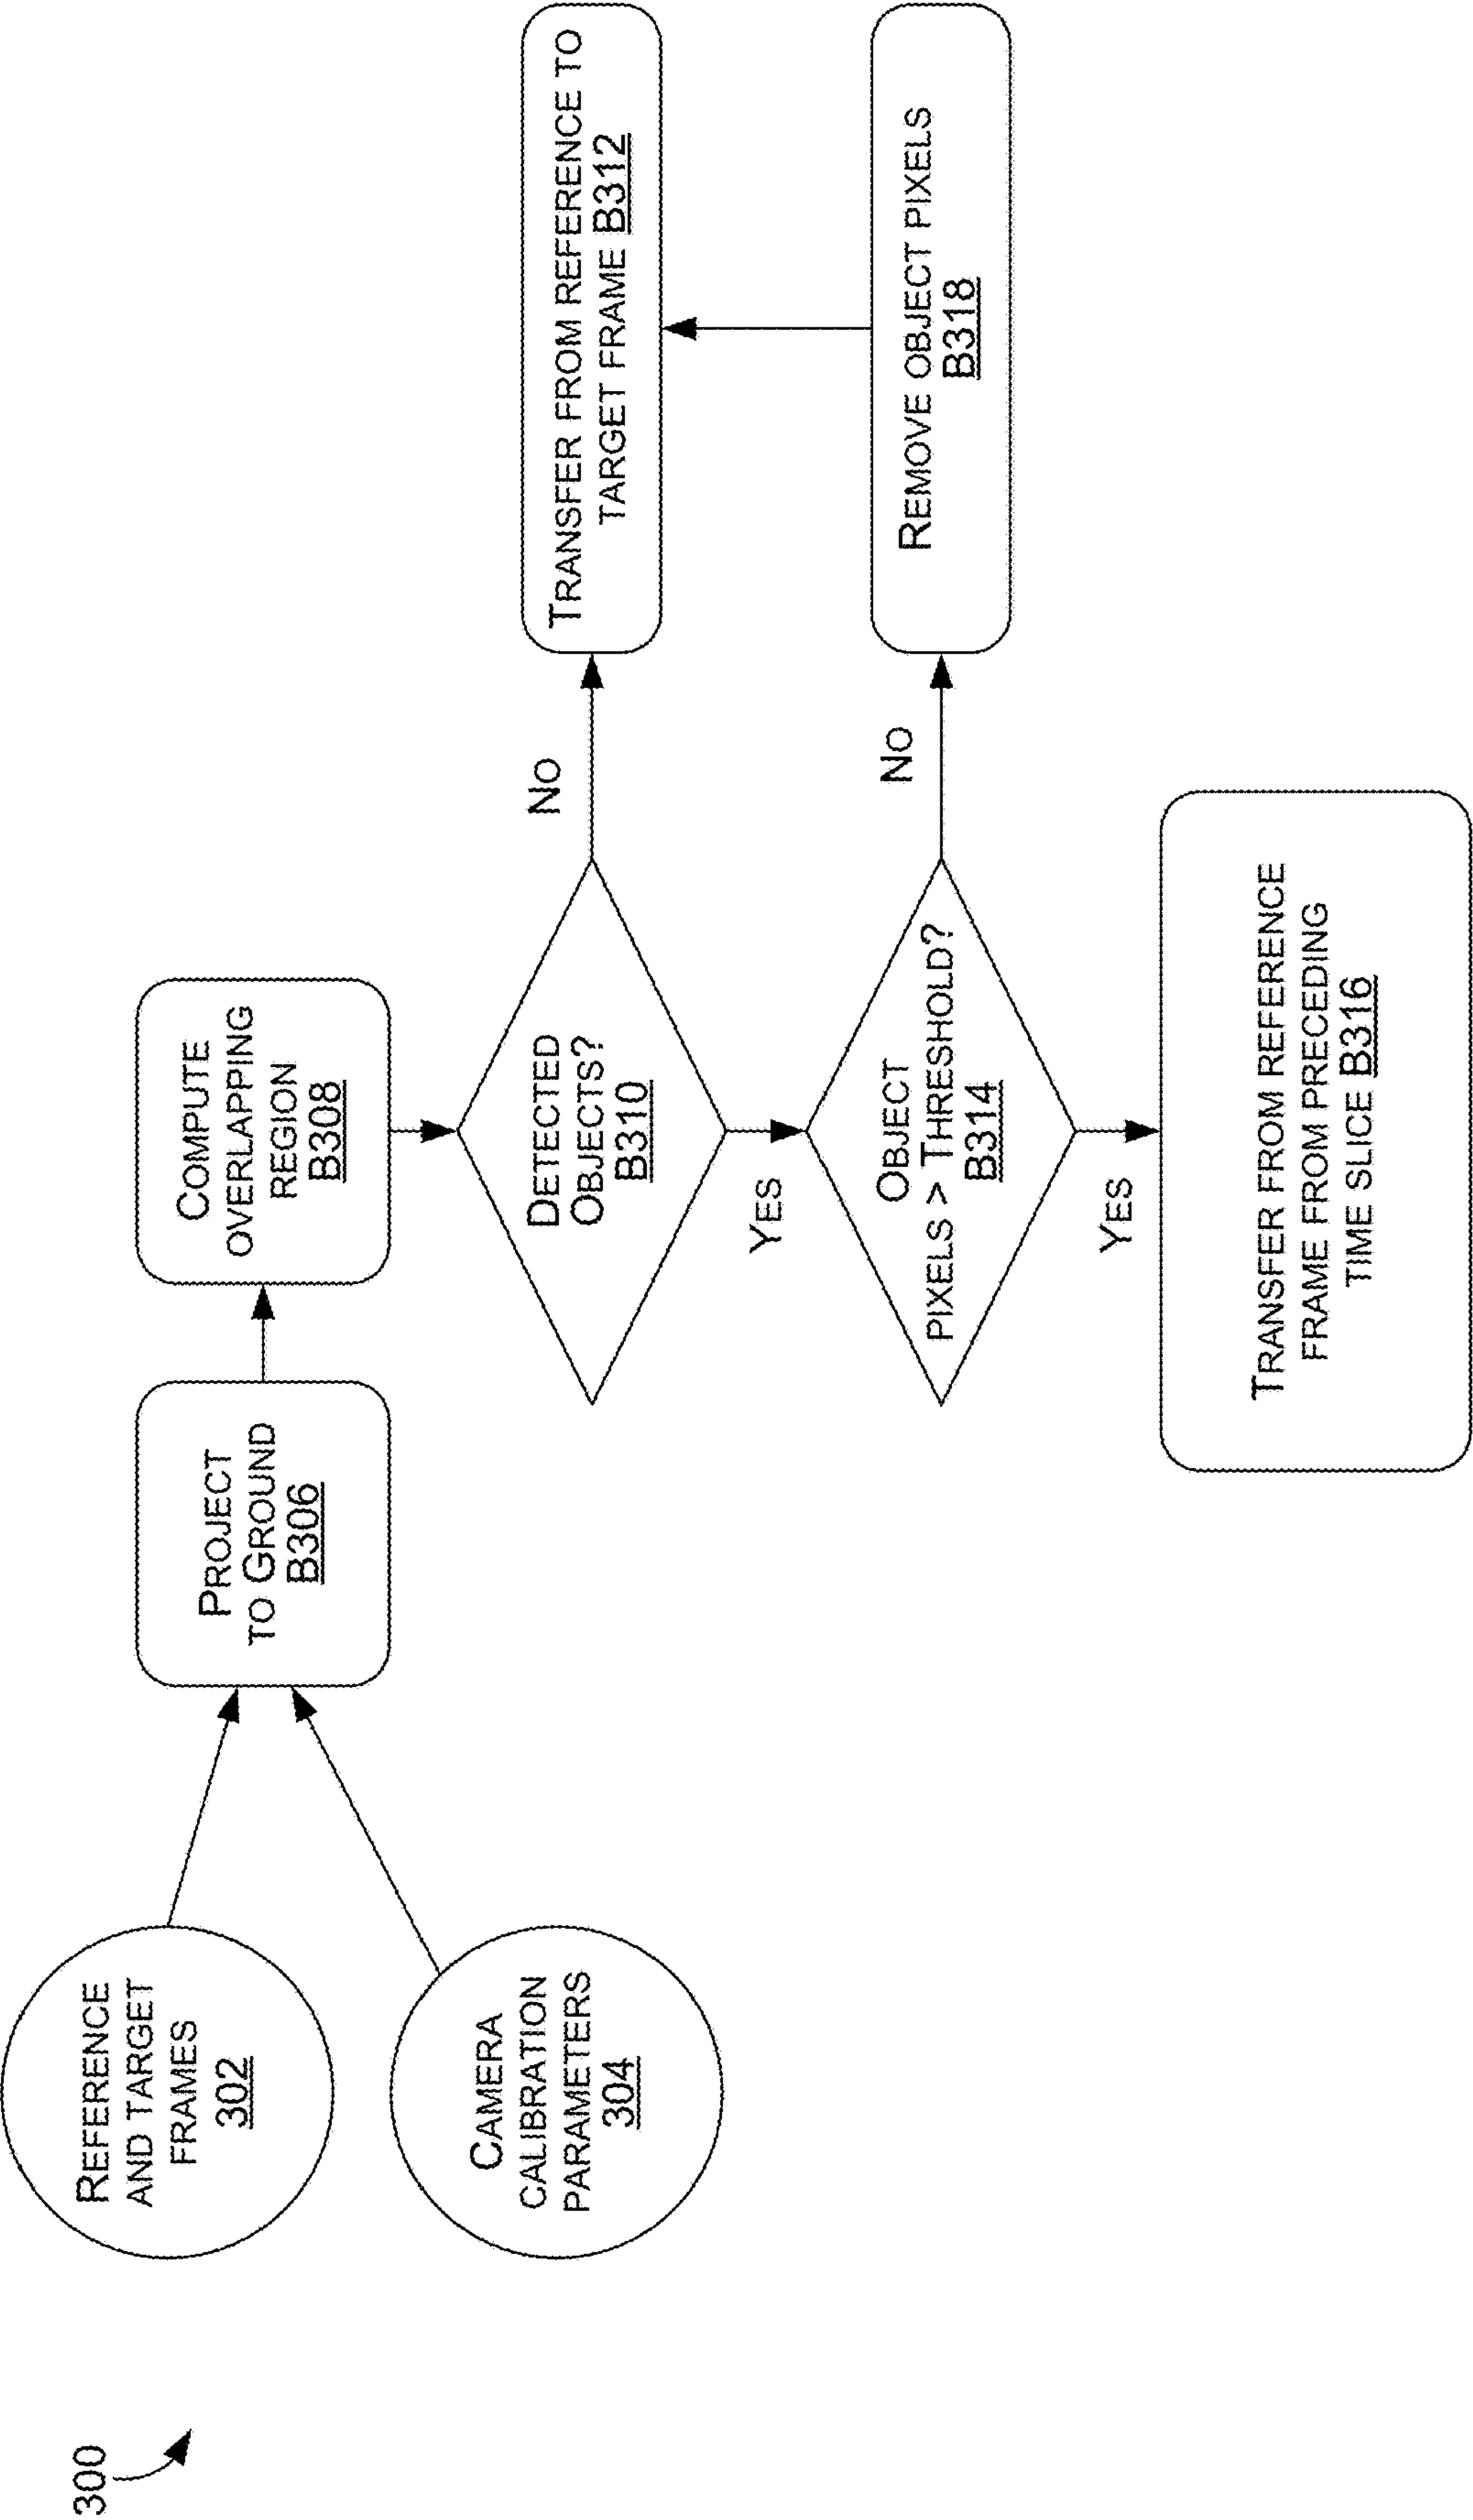 300
REFERENCE
AND TARGET
FRAMES
302
CAMERA
CALIBRATION
PARAMETERS
304
PROJECT
TO GROUND
B306
COMPUTE
OVERLAPPING
REGION
B308
DETECTED
OBJECTS?
B310
NO
TRANSFER FROM REFERENCE TO
TARGET FRAME B312
YES
OBJECT
PIXELS > THRESHOLD?
B314
NO
REMOVE OBJECT PIXELS
B318
YES
TRANSFER FROM REFERENCE
FRAME FROM PRECEDING
TIME SLICE B316